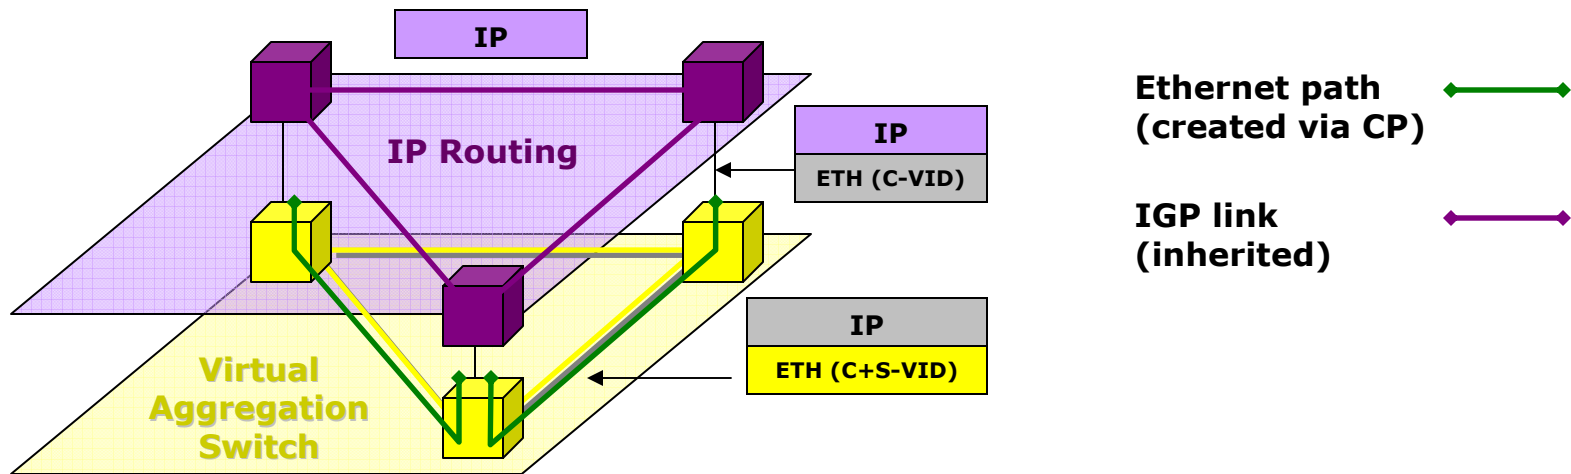 IP
IP Routing
IP
ETH (C-VID)
IP
ETH (C+S-VID)
Virtual
Aggregation
Switch
Ethernet path
(created via CP)
IGP link
(inherited)